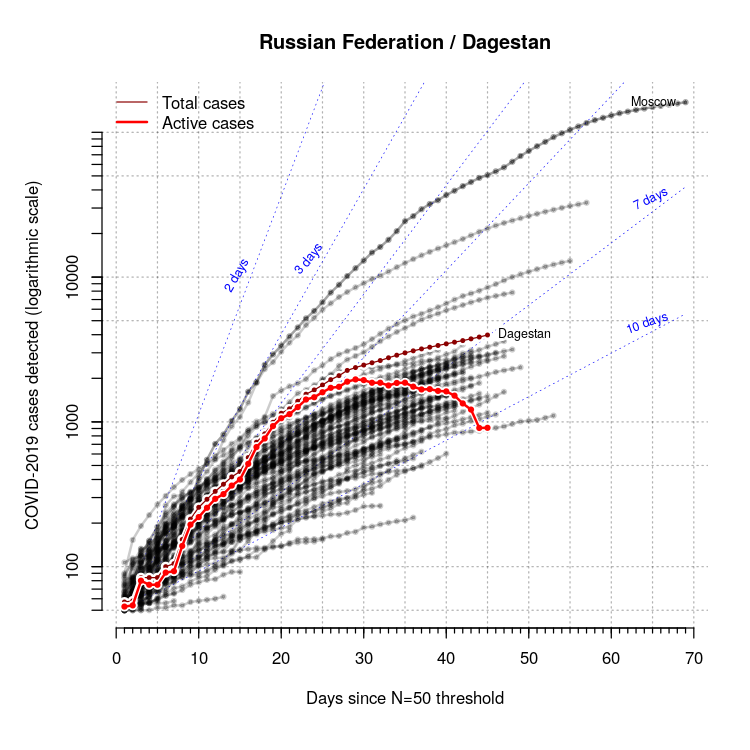 Russian Federation / Dagestan
Total cases
Active cases
Moscow
2 days
3 days
7 days
10 days
Dagestan
COVID-2019 cases detected (logarithmic scale)
10000
1000
100
0 10 20 30 40 50 60 70
Days since N=50 threshold